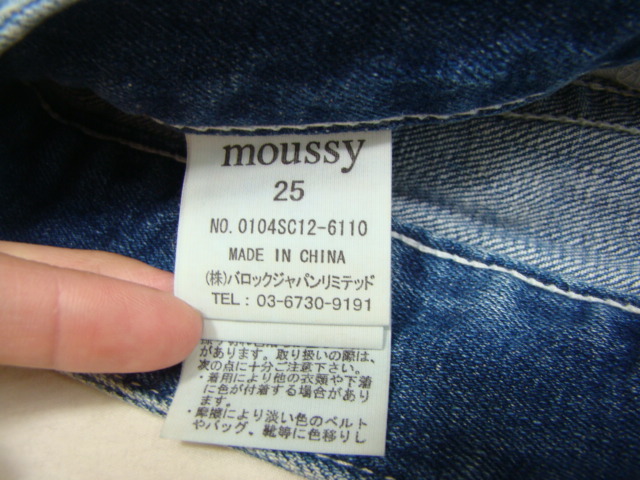 moussy
25
NO. 0104SC12-6110
MADE IN CHINA
(株)バロックジャパンリミテッド
TEL : 03-6730-9191
があります。取り扱いの際は、
次の点に十分ご注意下さい。
・着用により他の衣類や下着
に色が付着する場合があり
ます。
・摩擦により淡い色のベルト
やバッグ、靴等に色移りし